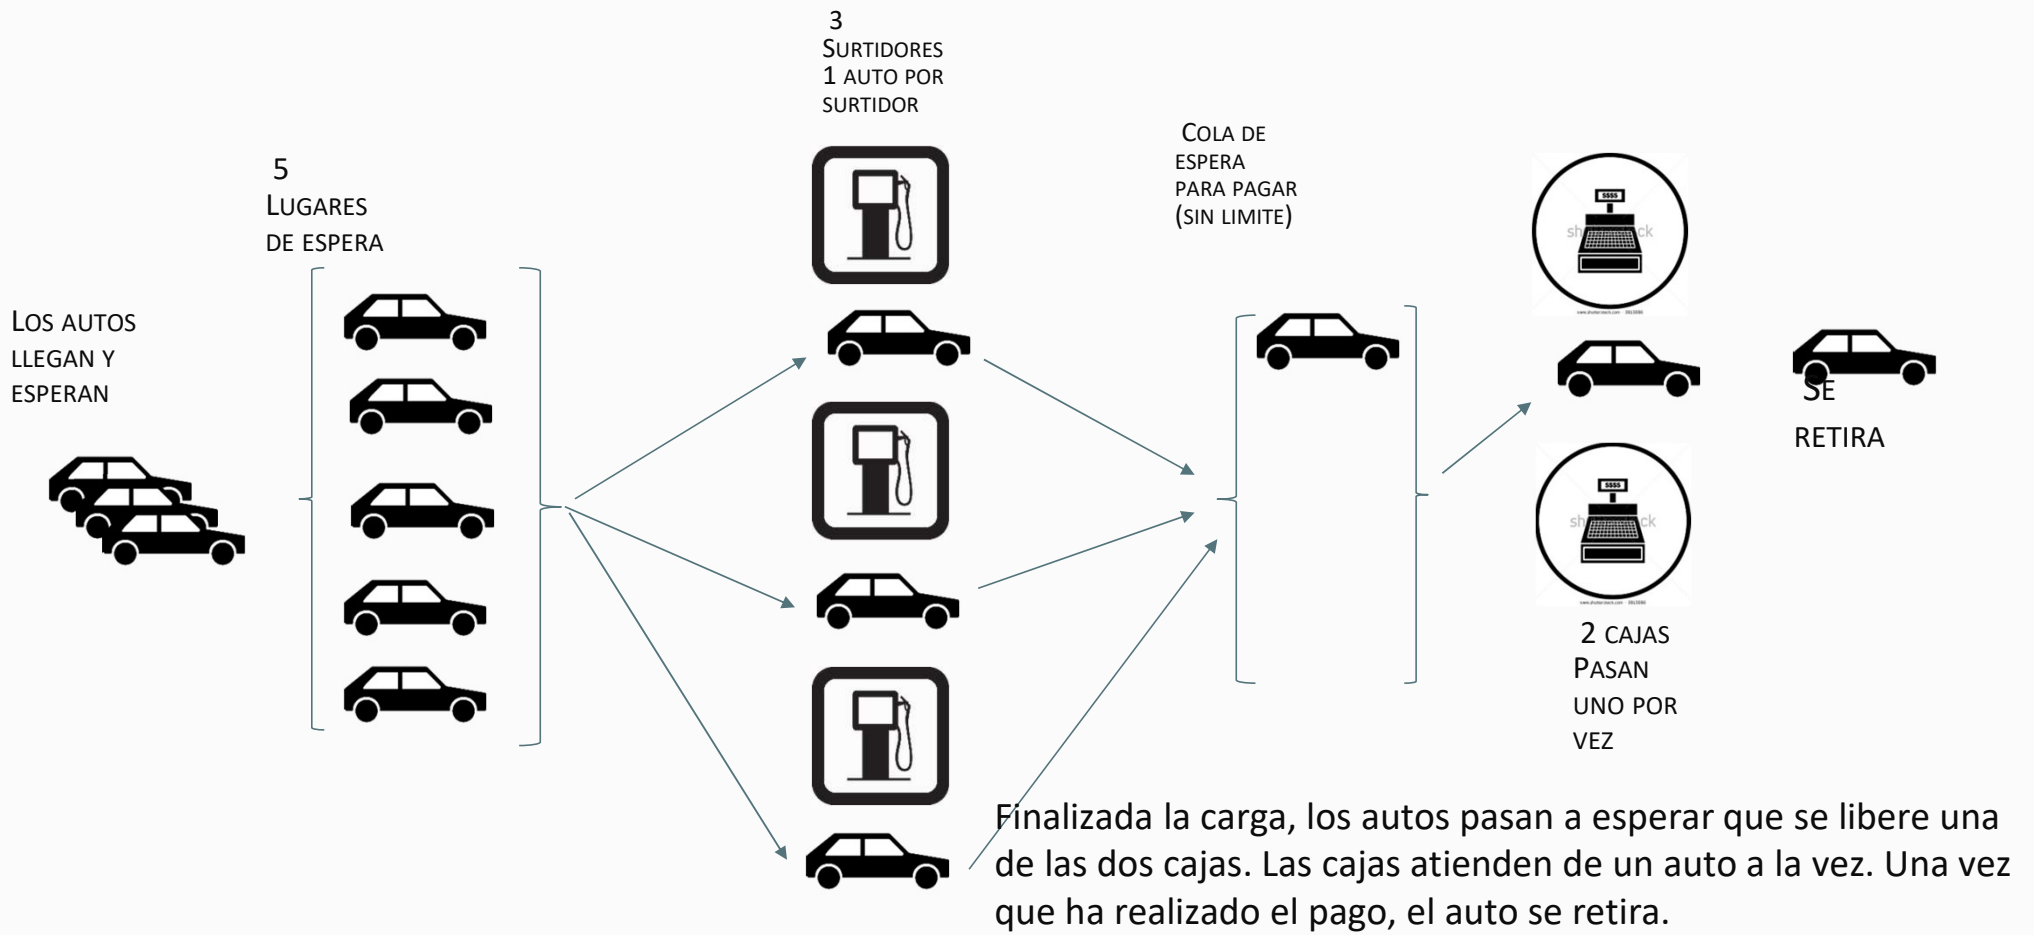 3
SURTIDORES
1 AUTO POR
SURTIDOR
5
LUGARES
DE ESPERA
LOS AUTOS
LLEGAN Y
ESPERAN
COLA DE
ESPERA
PARA PAGAR
(SIN LIMITE)
$$$$
SE
RETIRA
$$$$
2 CAJAS
PASAN
UNO POR
VEZ
Finalizada la carga, los autos pasan a esperar que se libere una
de las dos cajas. Las cajas atienden de un auto a la vez. Una vez
que ha realizado el pago, el auto se retira.